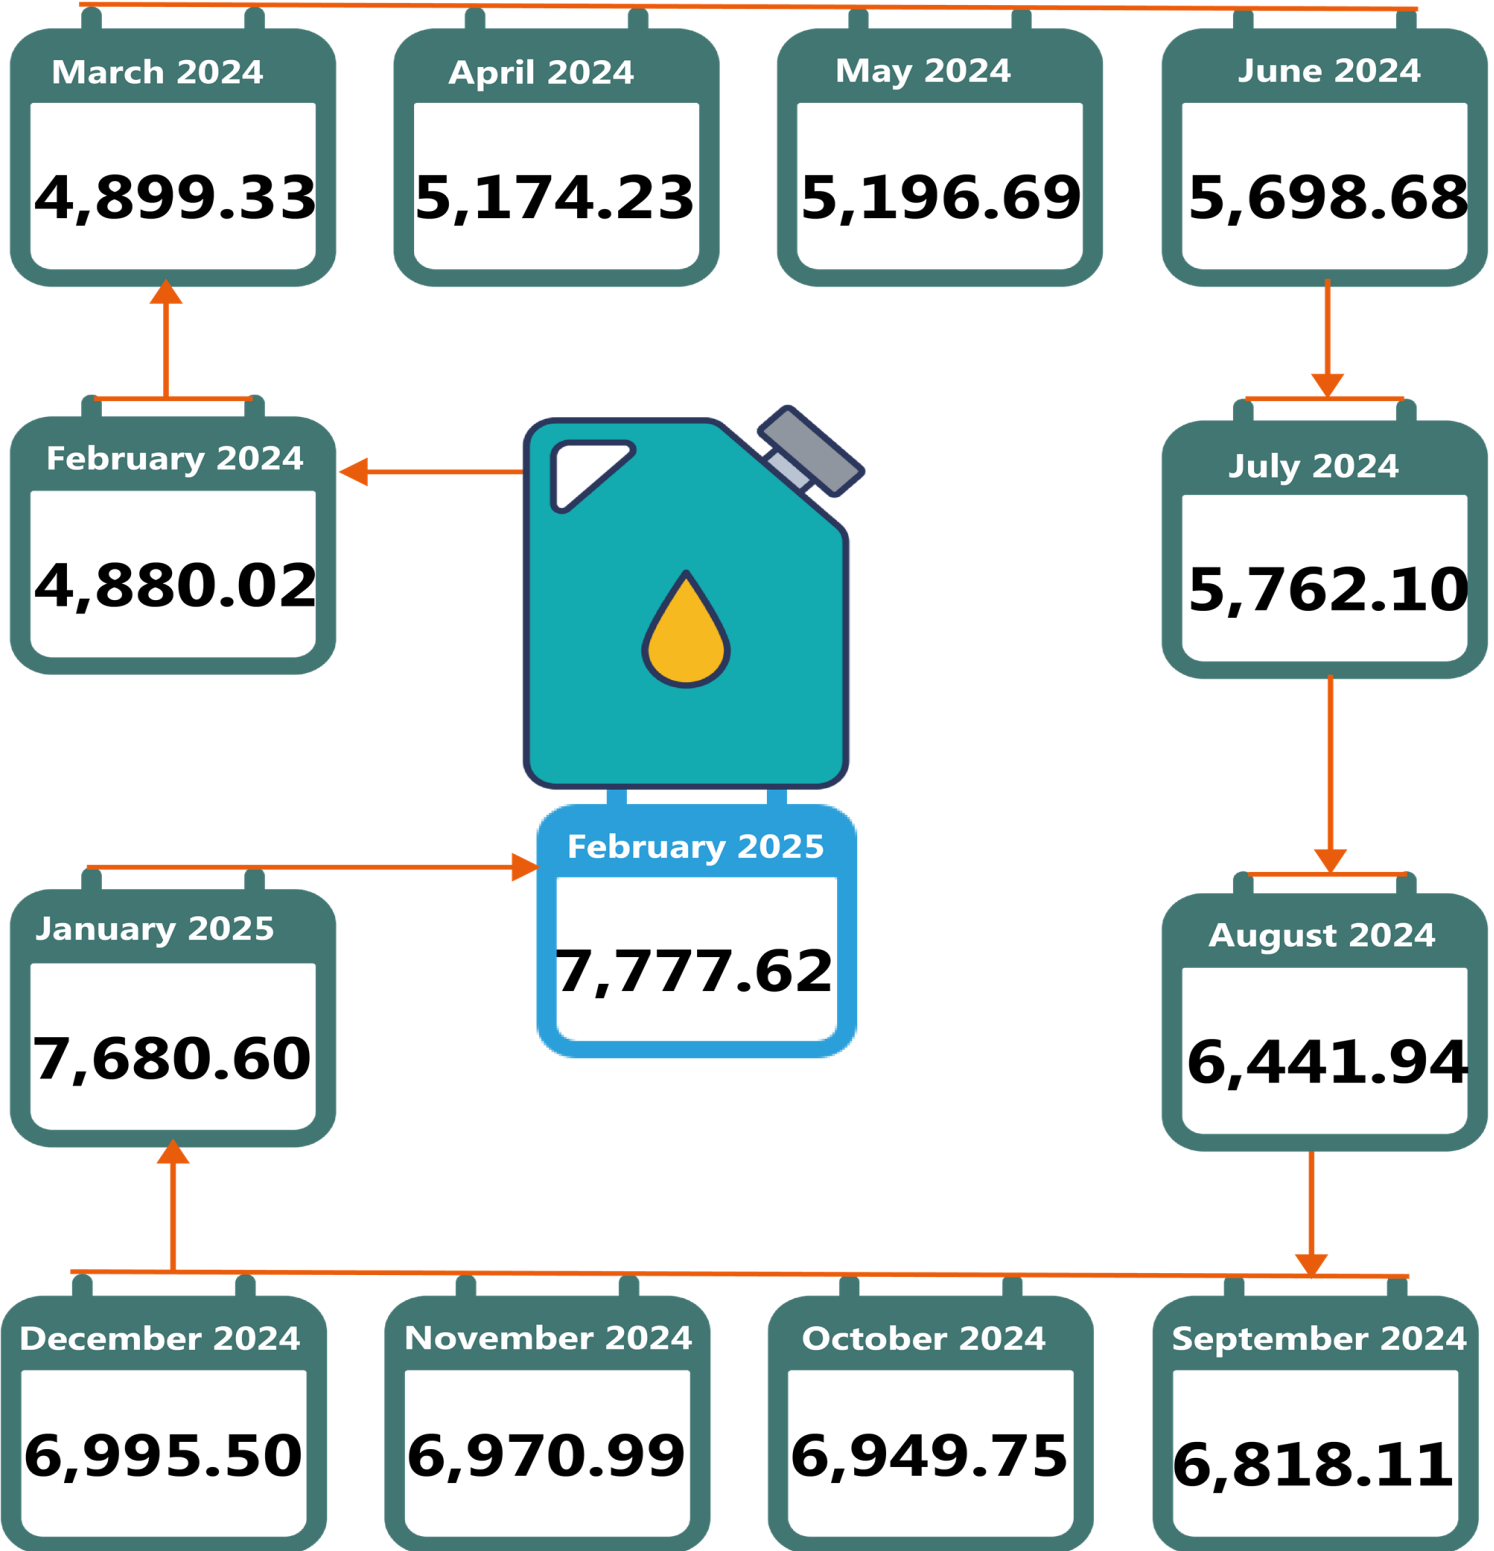 March 2024
4,899.33
April 2024
5,174.23
May 2024
5,196.69
June 2024
5,698.68
February 2024
4,880.02
July 2024
5,762.10
February 2025
7,777.62
January 2025
7,680.60
August 2024
6,441.94
December 2024
6,995.50
November 2024
6,970.99
October 2024
6,949.75
September 2024
6,818.11